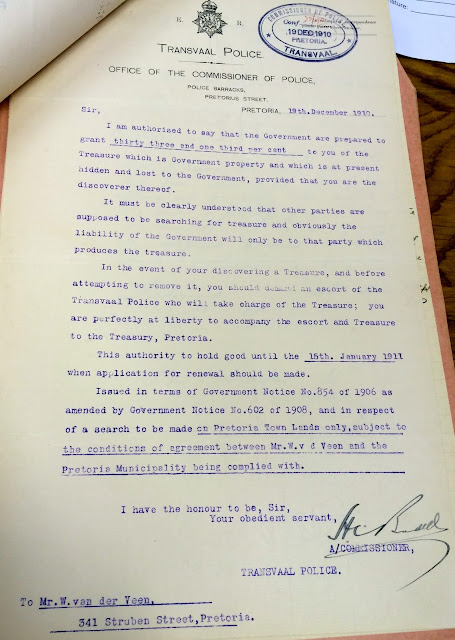 E. R.
COMMISSIONER OF POLICE
Conf.
19 DEC 1910
PRETORIA.
TRANSVAAL
TRANSVAAL POLICE.
OFFICE OF THE COMMISSIONER OF POLICE,
POLICE BARRACKS,
PRETORIUS STREET.
PRETORIA, 19th.December 1910.
Sir,
I am authorised to say that the Government are prepared to
grant thirty three and one third per cent to you of the
Treasure which is Government property and which is at present
hidden and lost to the Government, provided that you are the
discoverer thereof.
It must be clearly understood that other parties are
supposed to be searching for treasure and obviously the
liability of the Government will only be to that party which
produces the treasure.
In the event of your discovering a Treasure, and before
attempting to remove it, you should demand an escort of the
Transvaal Police who will take charge of the Treasure; you
are perfectly at liberty to accompany the escort and Treasure
to the Treasury, Pretoria.
This authority to hold good until the 15th. January 1911
when application for renewal should be made.
Issued in terms of Government Notice No.854 of 1906 as
amended by Government Notice No.602 of 1908, and in respect
of a search to be made on Pretoria Town Lands only,subject to
the conditions of agreement between Mr.W.v d Veen and the
Pretoria Municipality being complied with.
I have the honour to be, Sir,
Your obedient servant,
A/COMMISSIONER,
TRANSVAAL POLICE.
To Mr.W.van der Veen,
341 Struben Street,Pretoria.